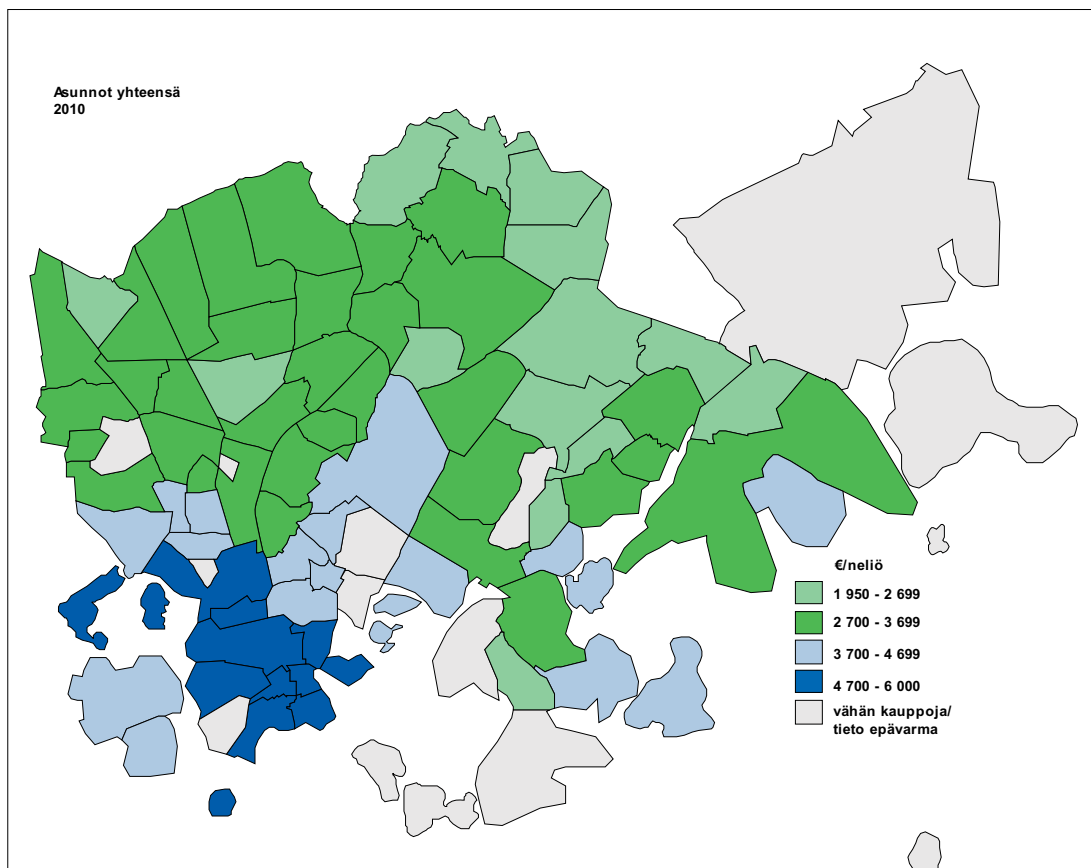 Asunnot yhteensä
2010
€/neliö
1 950 - 2 699
2 700 - 3 699
3 700 - 4 699
4 700 - 6 000
vähän kauppoja/
tieto epävarma